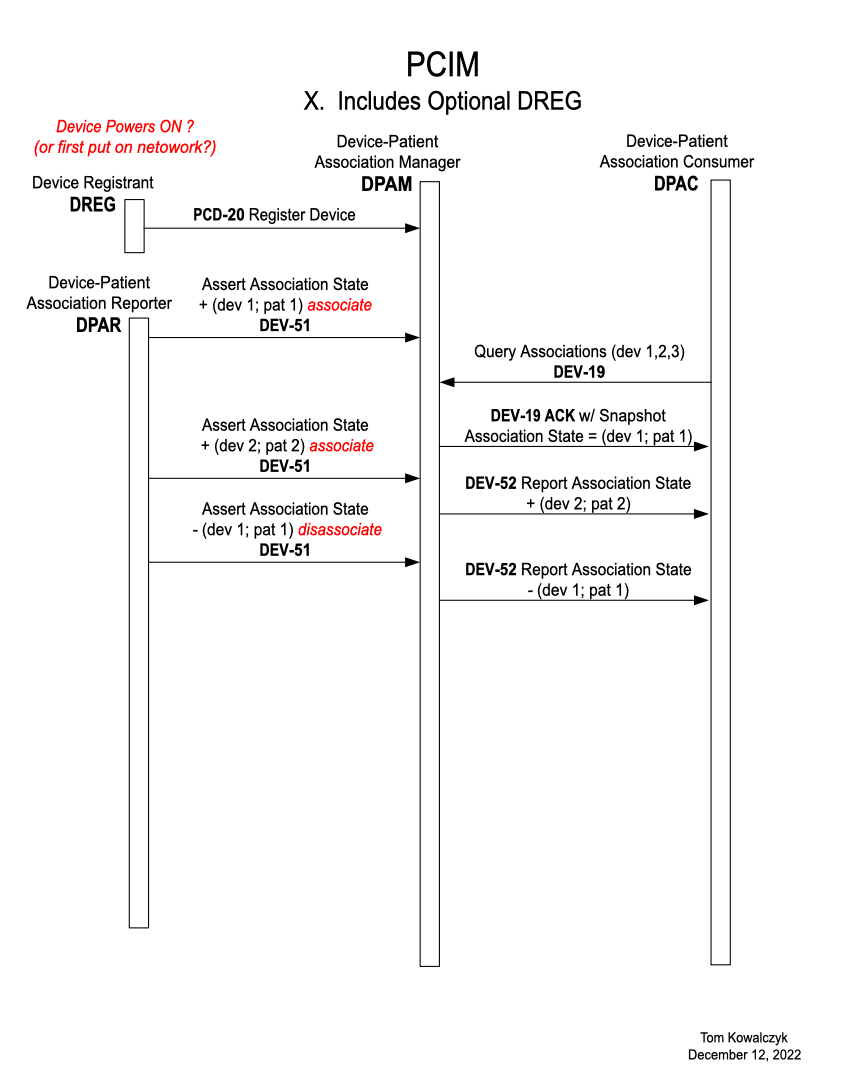 PCIM
X. Includes Optional DREG
Device Powers ON ?
(or first put on netowork?)
Device-Patient
Association Manager
DPAM
Device-Patient
Association Consumer
DPAC
Device Registrant
DREG
PCD-20 Register Device
Device-Patient
Association Reporter
DPAR
Assert Association State
+ (dev 1; pat 1) associate
DEV-51
Query Associations (dev 1,2,3)
DEV-19
DEV-19 ACK w/ Snapshot
Association State = (dev 1; pat 1)
Assert Association State
+ (dev 2; pat 2) associate
DEV-51
DEV-52 Report Association State
+ (dev 2; pat 2)
Assert Association State
- (dev 1; pat 1) disassociate
DEV-51
DEV-52 Report Association State
- (dev 1; pat 1)
Tom Kowalczyk
December 12, 2022